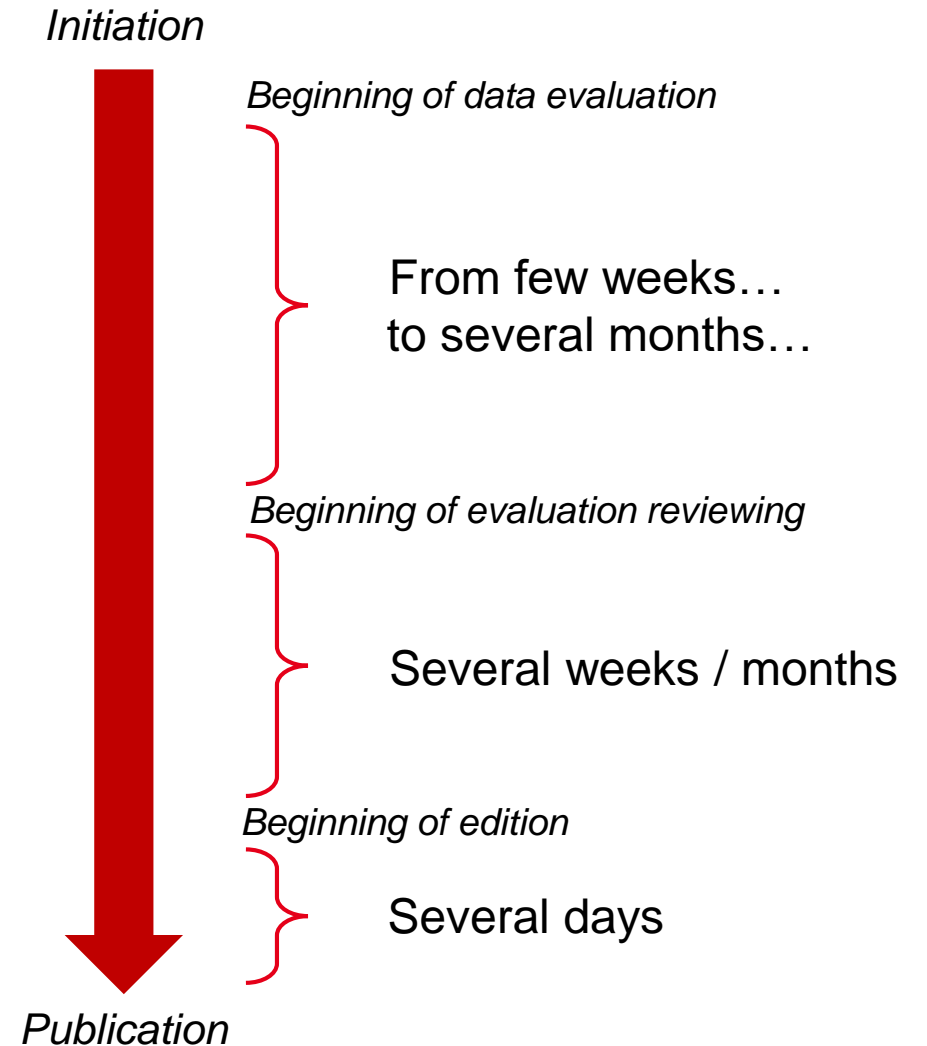 Initiation
Beginning of data evaluation
From few weeks…
to several months…
Beginning of evaluation reviewing
Several weeks / months
Beginning of edition
Several days
Publication